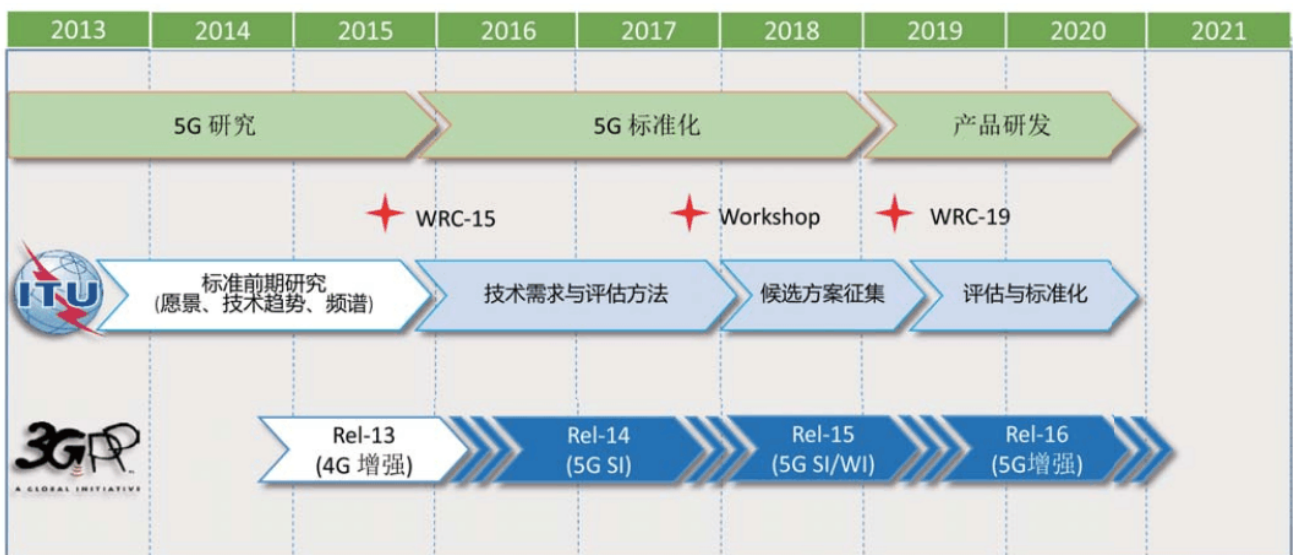 2013 2014 2015 2016 2017 2018 2019 2020 2021
5G 研究 5G 标准化 产品研发
WRC-15 Workshop WRC-19
ITU
标准前期研究
(愿景、技术趋势、频谱)
技术需求与评估方法
候选方案征集
评估与标准化
3GPP
A GLOBAL INITIATIVE
Rel-13
(4G 增强)
Rel-14
(5G SI)
Rel-15
(5G SI/WI)
Rel-16
(5G增强)